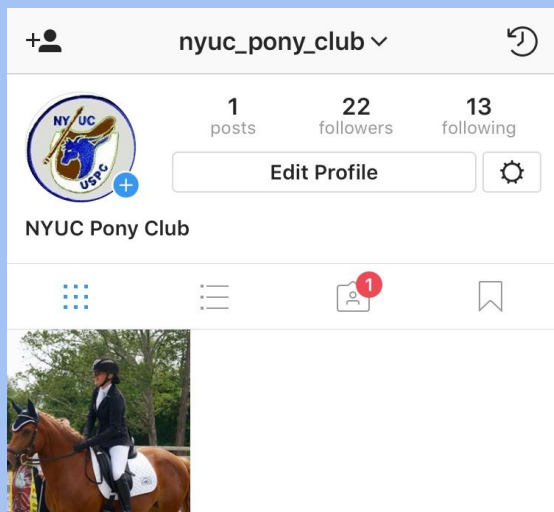 nyuc_pony_club
1 22 13
posts followers following
Edit Profile
NY UC
USPC
NYUC Pony Club
1